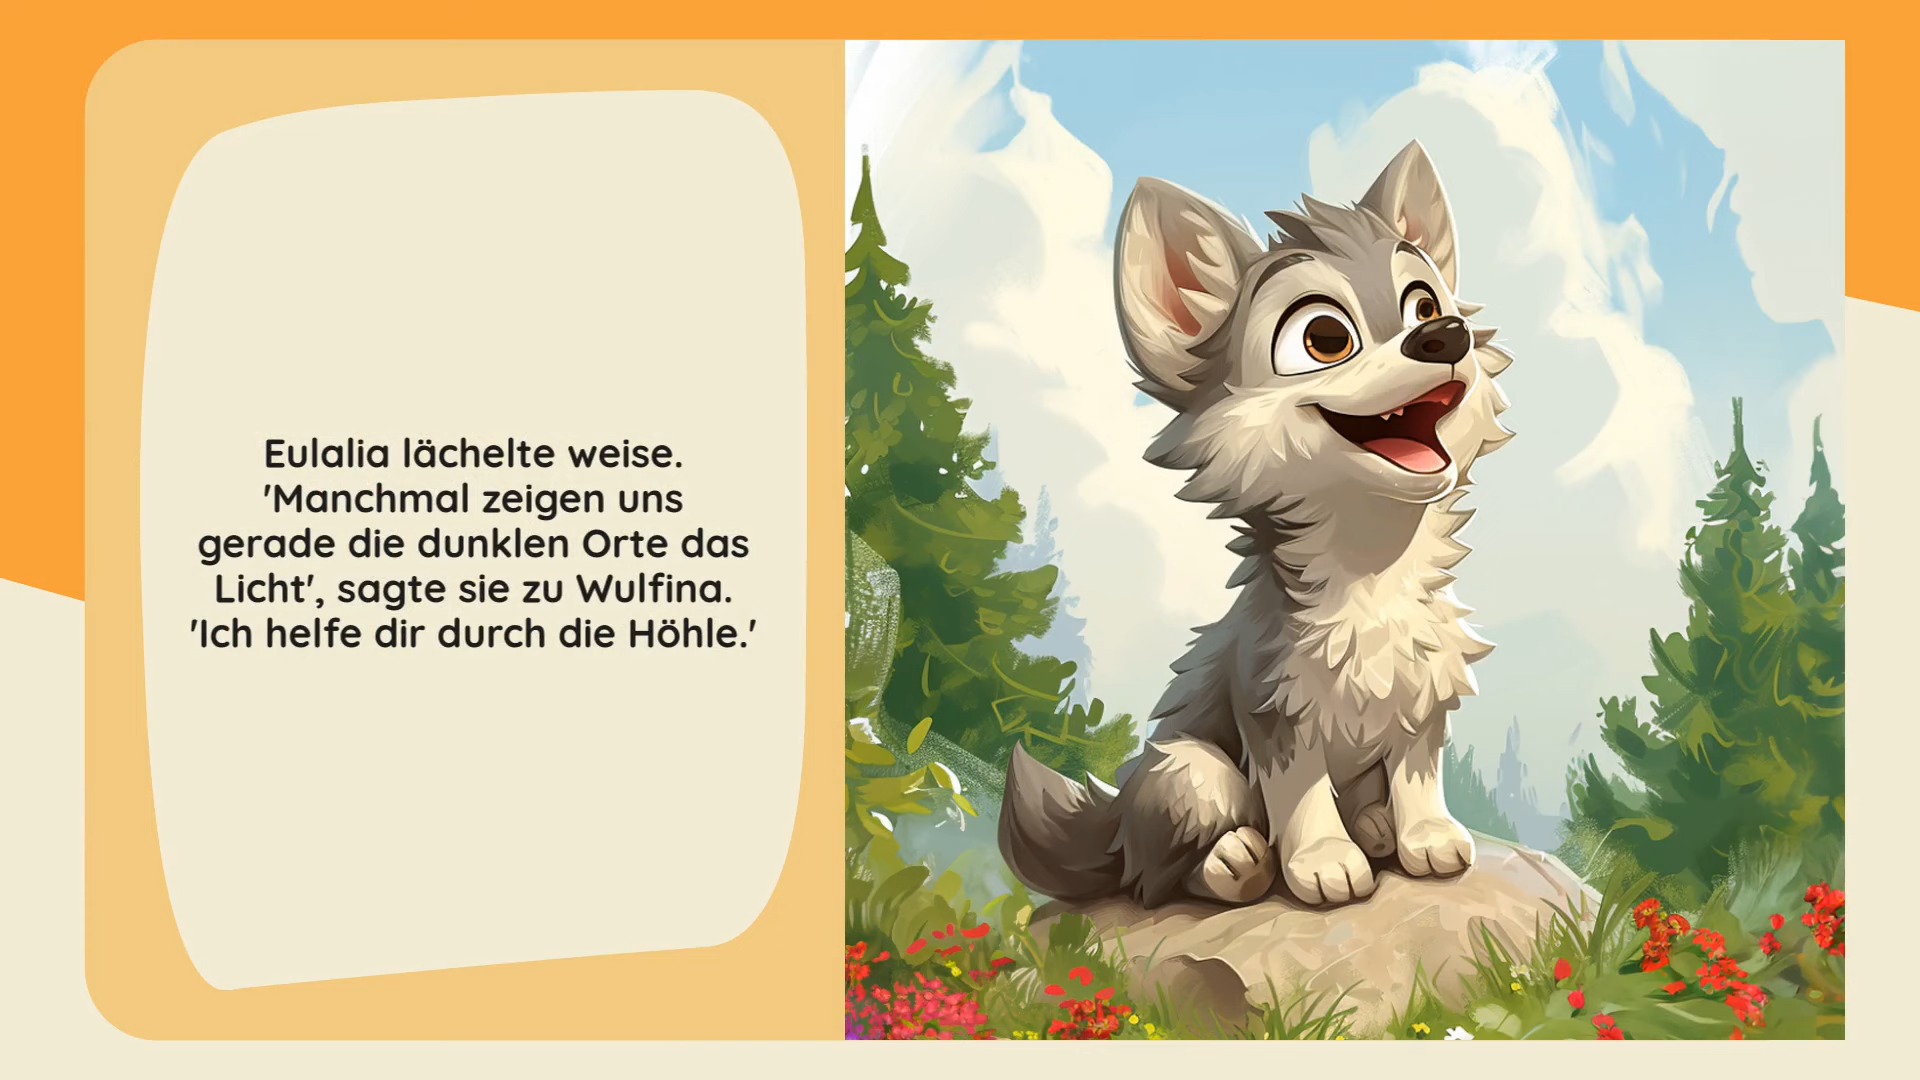 Eulalia lächelte weise.
'Manchmal zeigen uns
gerade die dunklen Orte das
Licht', sagte sie zu Wulfina.
'Ich helfe dir durch die Höhle.'